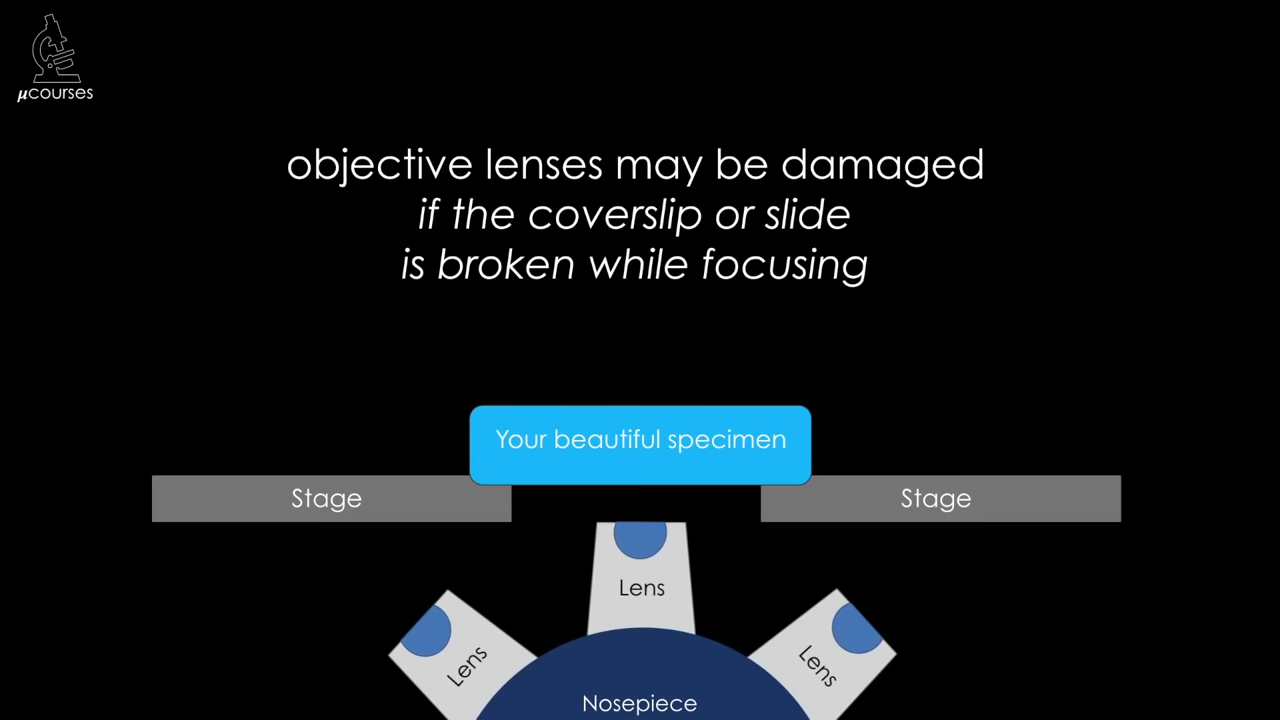 μcourses
objective lenses may be damaged
if the coverslip or slide
is broken while focusing
Your beautiful specimen
Stage
Stage
Lens
Lens
Lens
Nosepiece